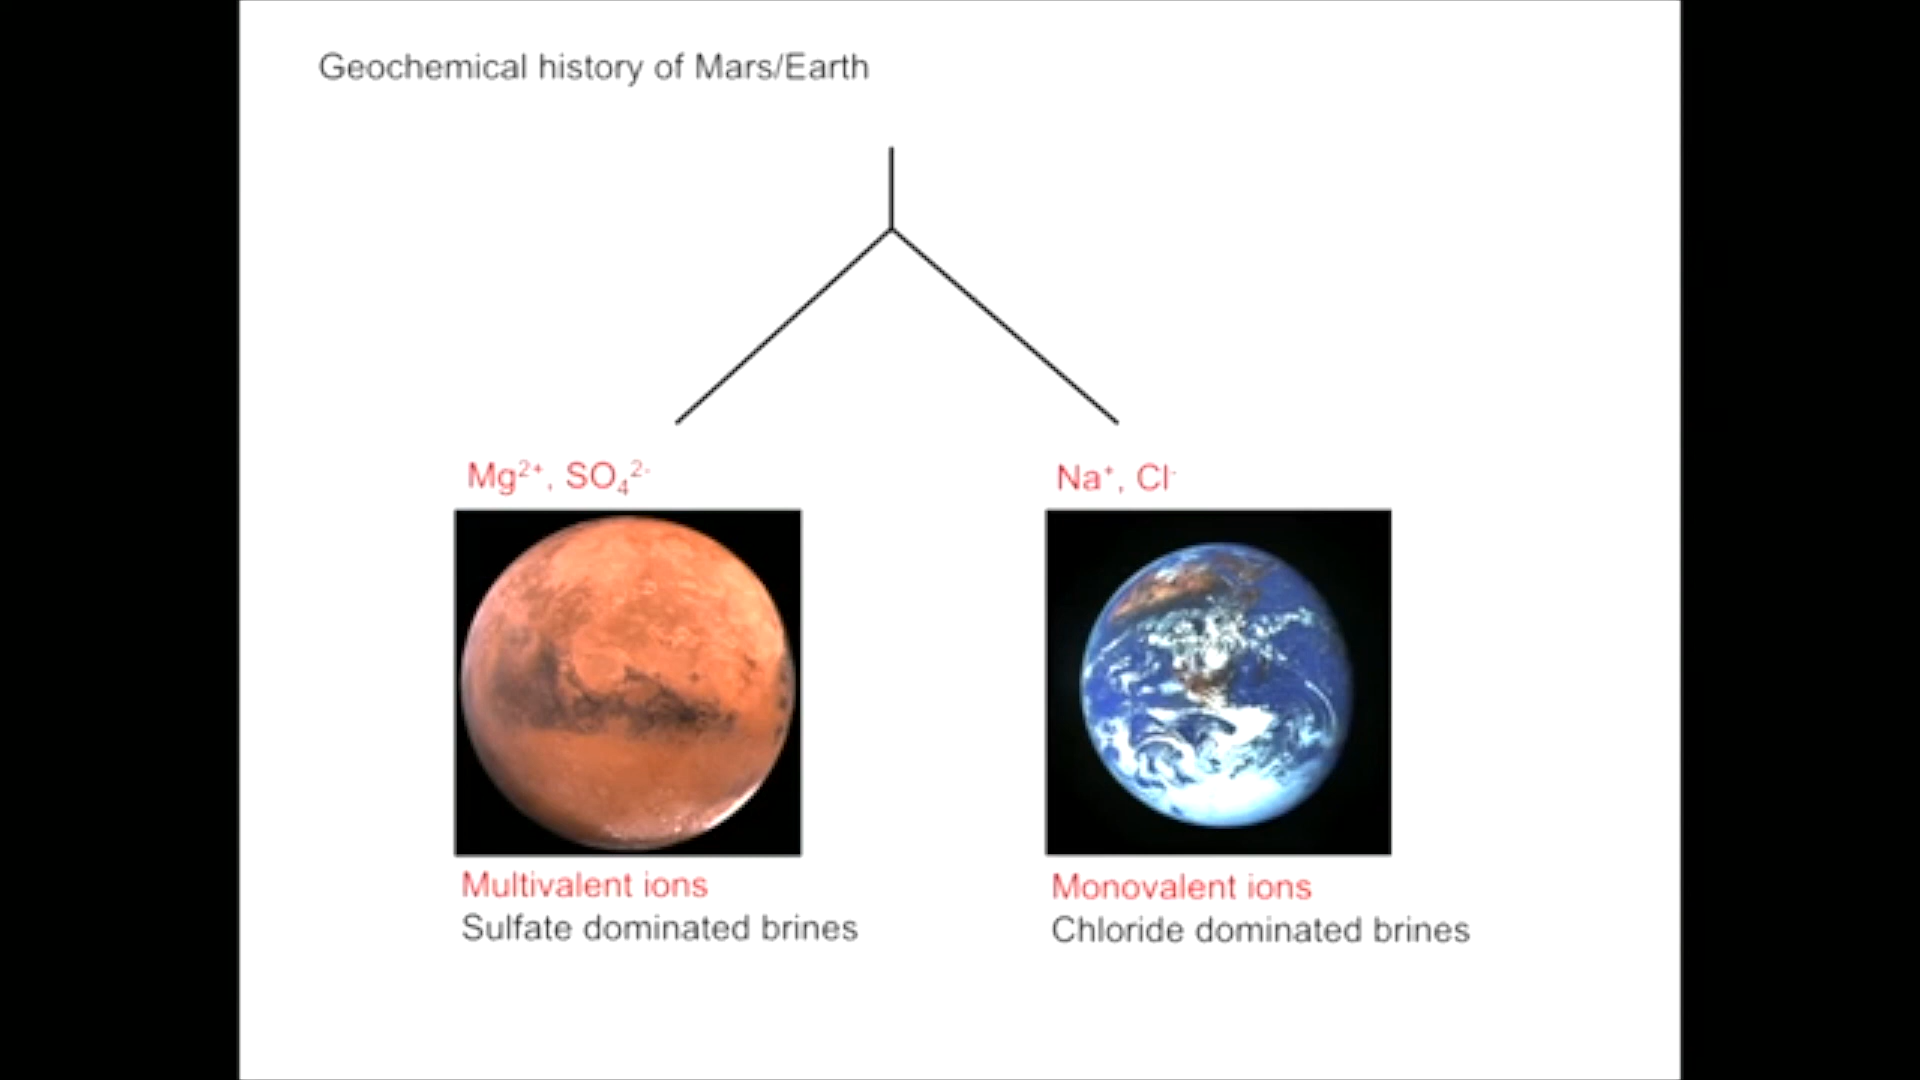 Geochemical history of Mars/Earth
Mg²⁺, SO₄²⁻
Na⁺, Cl⁻
Multivalent ions
Sulfate dominated brines
Monovalent ions
Chloride dominated brines